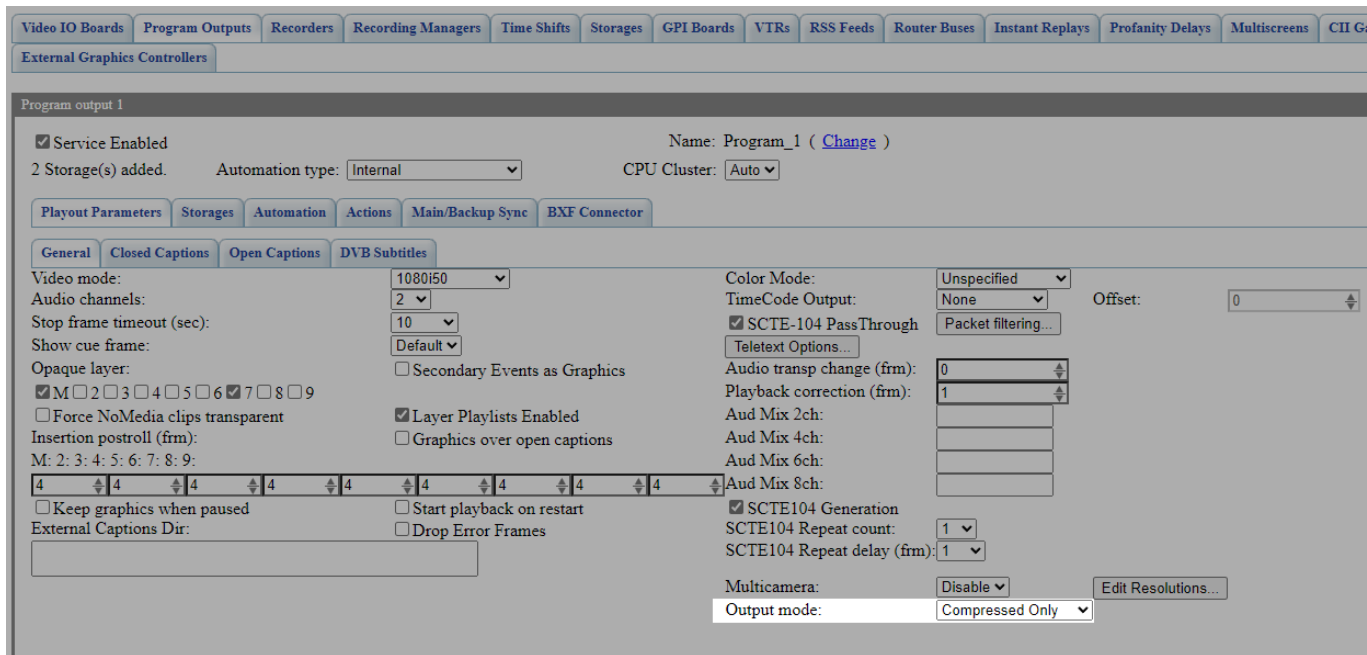 Video IO Boards Program Outputs Recorders Recording Managers Time Shifts Storages GPI Boards VTRs RSS Feeds Router Buses Instant Replays Profanity Delays Multiscreens CII
External Graphics Controllers
Program output 1
Service Enabled Name: Program_1 ( Change )
2 Storage(s) added. Automation type: Internal CPU Cluster: Auto
Playout Parameters Storages Automation Actions Main/Backup Sync BXF Connector
General Closed Captions Open Captions DVB Subtitles
Video mode: 1080i50 Color Mode: Unspecified
Audio channels: 2 TimeCode Output: None Offset: 0
Stop frame timeout (sec): 10 SCTE-104 PassThrough Packet filtering...
Show cue frame: Default Teletext Options...
Opaque layer: Secondary Events as Graphics Audio transp change (frm): 0
M 2 3 4 5 6 7 8 9 Playback correction (frm): 1
Force NoMedia clips transparent Layer Playlists Enabled Aud Mix 2ch:
Insertion postroll (frm): Graphics over open captions Aud Mix 4ch:
M: 2: 3: 4: 5: 6: 7: 8: 9: Aud Mix 6ch:
4 4 4 4 4 4 4 4 4 Aud Mix 8ch:
Keep graphics when paused Start playback on restart SCTE104 Generation
External Captions Dir: Drop Error Frames SCTE104 Repeat count: 1
SCTE104 Repeat delay (frm): 1
Multicamera: Disable Edit Resolutions...
Output mode: Compressed Only